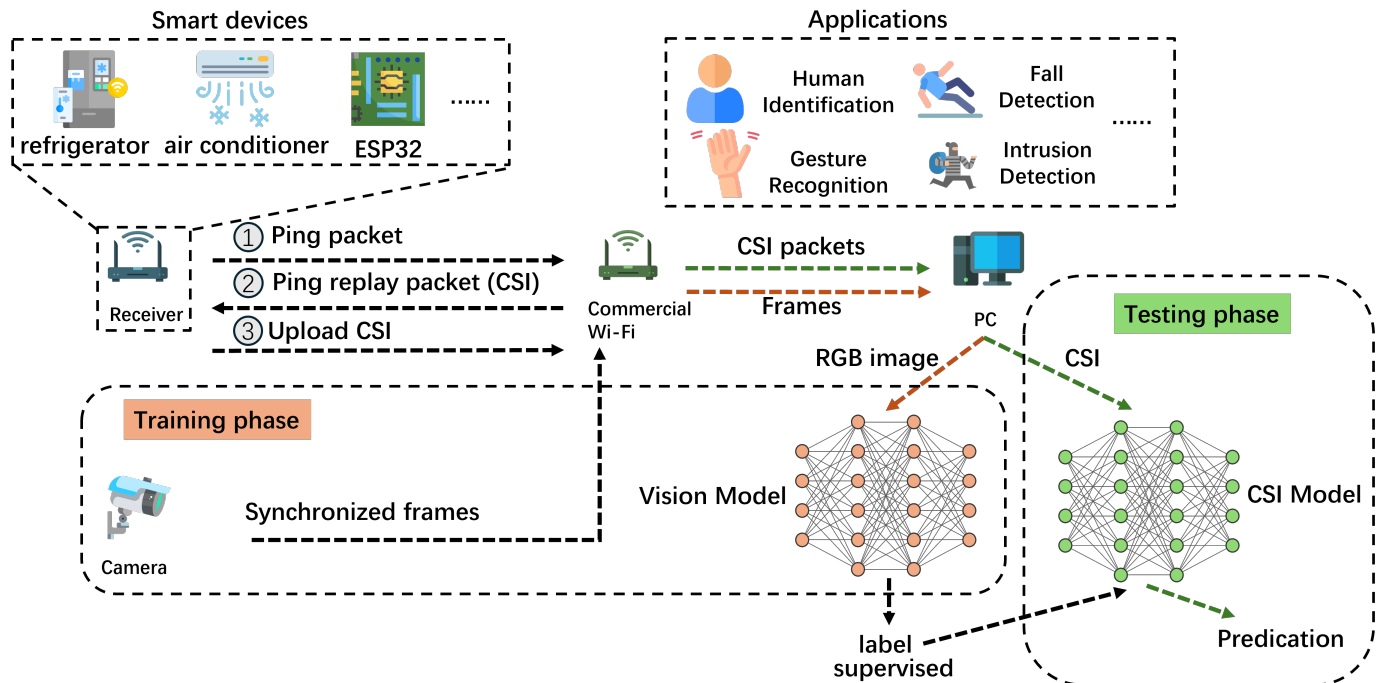 Smart devices
refrigerator
air conditioner
ESP32
......
Applications
Human
Identification
Fall
Detection
Gesture
Recognition
Intrusion
Detection
......
Receiver
1 Ping packet
2 Ping replay packet (CSI)
3 Upload CSI
Commercial
Wi-Fi
CSI packets
Frames
PC
RGB image
CSI
Training phase
Camera
Synchronized frames
Vision Model
label
supervised
Testing phase
CSI Model
Predication